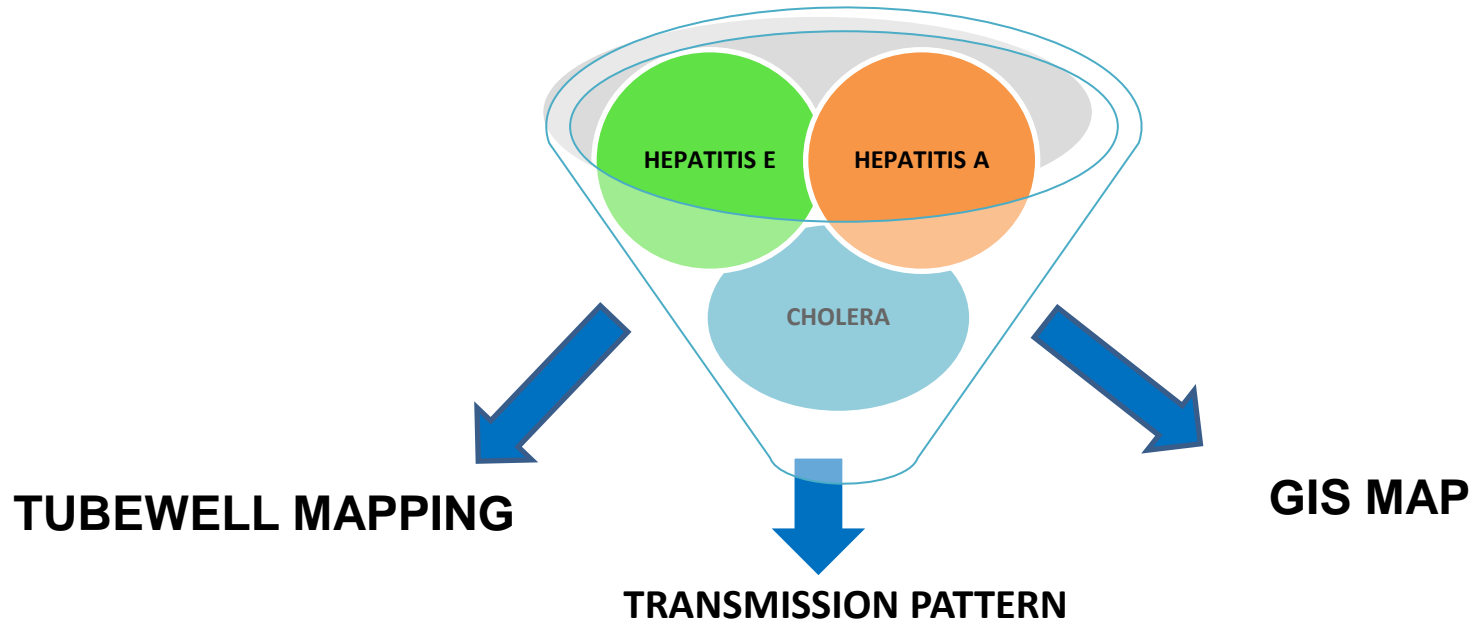 HEPATITIS E
HEPATITIS A
CHOLERA
TUBEWELL MAPPING
GIS MAP
TRANSMISSION PATTERN